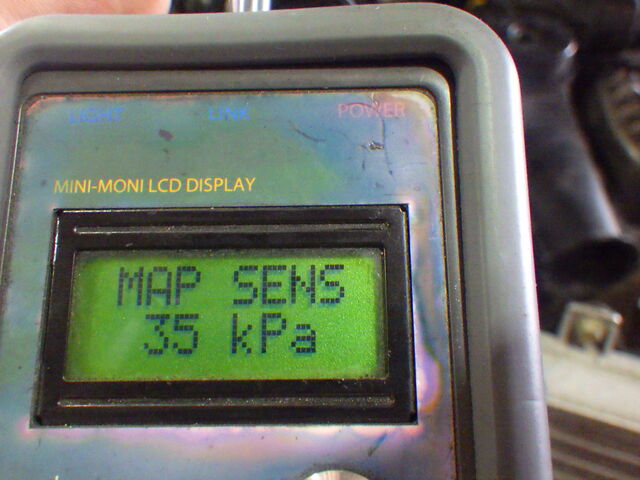 LIGHT LINK POWER
MINI-MONI LCD DISPLAY
MAP SENS
35 kPa